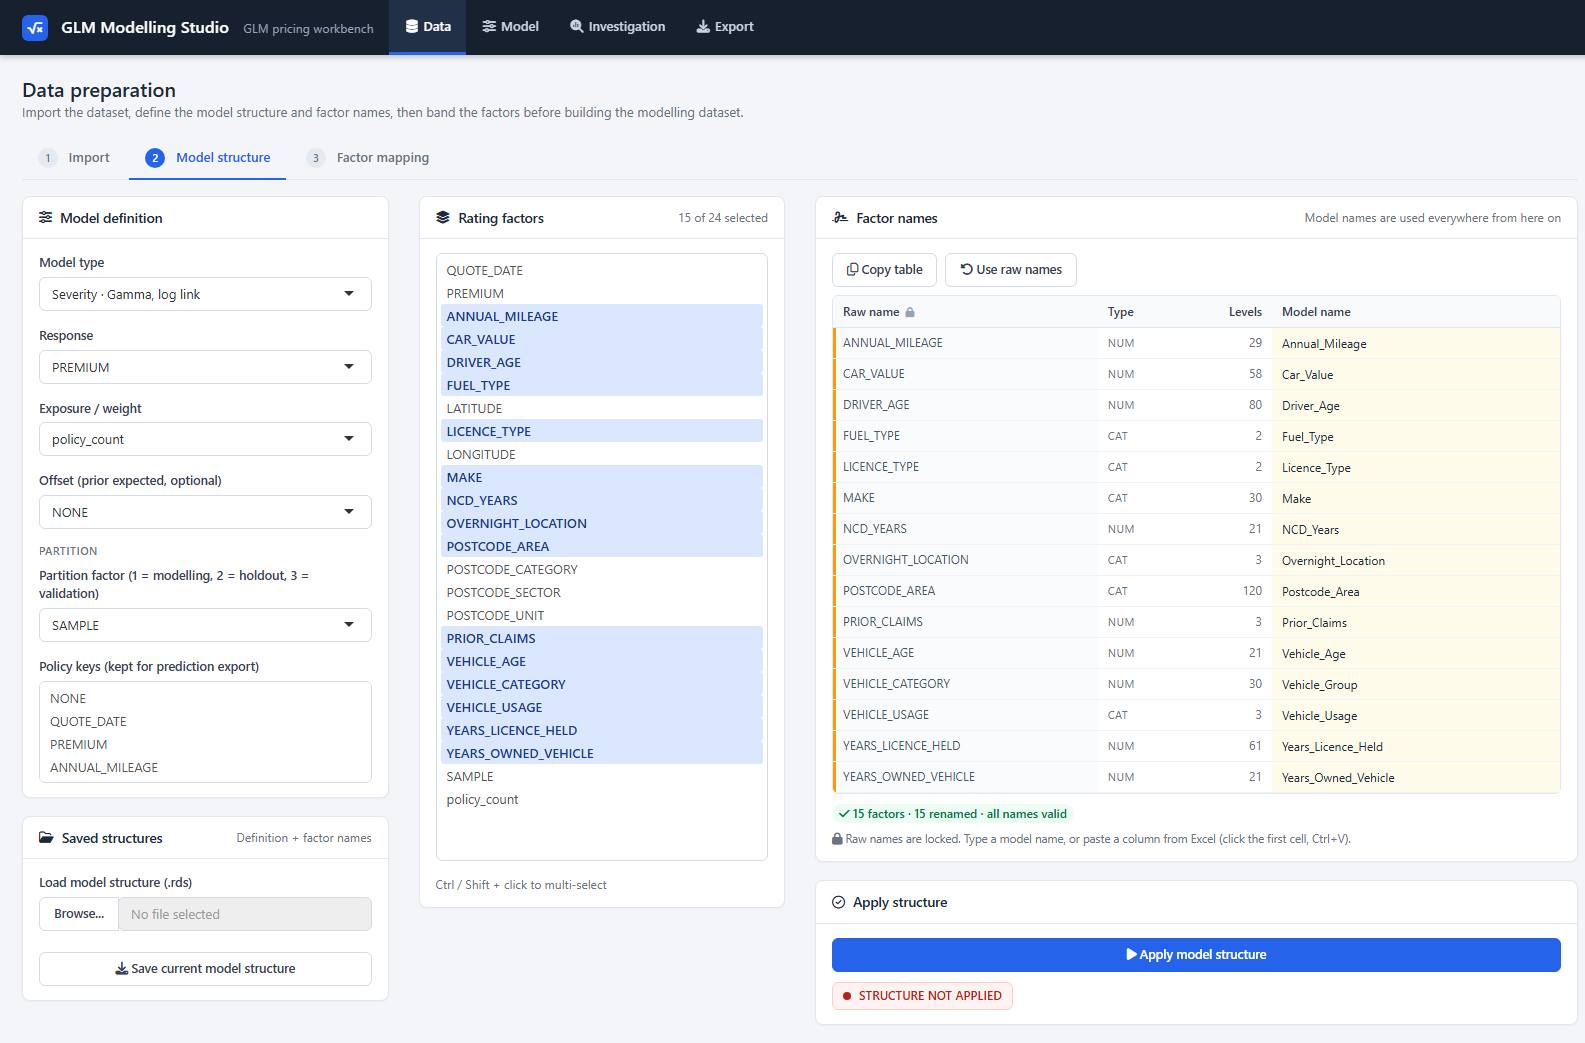 GLM Modelling Studio GLM pricing workbench Data Model Investigation Export
Data preparation
Import the dataset, define the model structure and factor names, then band the factors before building the modelling dataset.
1 Import 2 Model structure 3 Factor mapping
Model definition
Model type
Severity · Gamma, log link
Response
PREMIUM
Exposure / weight
policy_count
Offset (prior expected, optional)
NONE
PARTITION
Partition factor (1 = modelling, 2 = holdout, 3 =
validation)
SAMPLE
Policy keys (kept for prediction export)
NONE
QUOTE_DATE
PREMIUM
ANNUAL_MILEAGE
Saved structures Definition + factor names
Load model structure (.rds)
Browse... No file selected
Save current model structure
Rating factors 15 of 24 selected
QUOTE_DATE
PREMIUM
ANNUAL_MILEAGE
CAR_VALUE
DRIVER_AGE
FUEL_TYPE
LATITUDE
LICENCE_TYPE
LONGITUDE
MAKE
NCD_YEARS
OVERNIGHT_LOCATION
POSTCODE_AREA
POSTCODE_CATEGORY
POSTCODE_SECTOR
POSTCODE_UNIT
PRIOR_CLAIMS
VEHICLE_AGE
VEHICLE_CATEGORY
VEHICLE_USAGE
YEARS_LICENCE_HELD
YEARS_OWNED_VEHICLE
SAMPLE
policy_count
Ctrl / Shift + click to multi-select
Factor names Model names are used everywhere from here on
Copy table Use raw names
Raw name Type Levels Model name
ANNUAL_MILEAGE NUM 29 Annual_Mileage
CAR_VALUE NUM 58 Car_Value
DRIVER_AGE NUM 80 Driver_Age
FUEL_TYPE CAT 2 Fuel_Type
LICENCE_TYPE CAT 2 Licence_Type
MAKE CAT 30 Make
NCD_YEARS NUM 21 NCD_Years
OVERNIGHT_LOCATION CAT 3 Overnight_Location
POSTCODE_AREA CAT 120 Postcode_Area
PRIOR_CLAIMS NUM 3 Prior_Claims
VEHICLE_AGE NUM 21 Vehicle_Age
VEHICLE_CATEGORY NUM 30 Vehicle_Group
VEHICLE_USAGE CAT 3 Vehicle_Usage
YEARS_LICENCE_HELD NUM 61 Years_Licence_Held
YEARS_OWNED_VEHICLE NUM 21 Years_Owned_Vehicle
15 factors · 15 renamed · all names valid
Raw names are locked. Type a model name, or paste a column from Excel (click the first cell, Ctrl+V).
Apply structure
Apply model structure
STRUCTURE NOT APPLIED